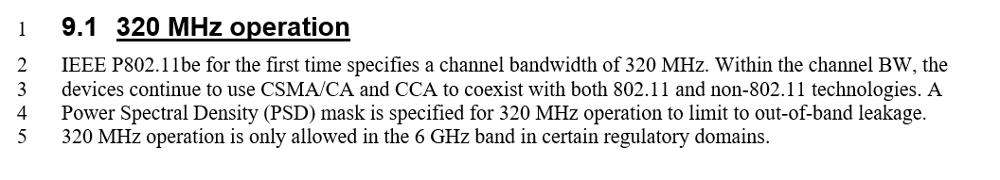 1 9.1 320 MHz operation
2 IEEE P802.11be for the first time specifies a channel bandwidth of 320 MHz. Within the channel BW, the
3 devices continue to use CSMA/CA and CCA to coexist with both 802.11 and non-802.11 technologies. A
4 Power Spectral Density (PSD) mask is specified for 320 MHz operation to limit to out-of-band leakage.
5 320 MHz operation is only allowed in the 6 GHz band in certain regulatory domains.